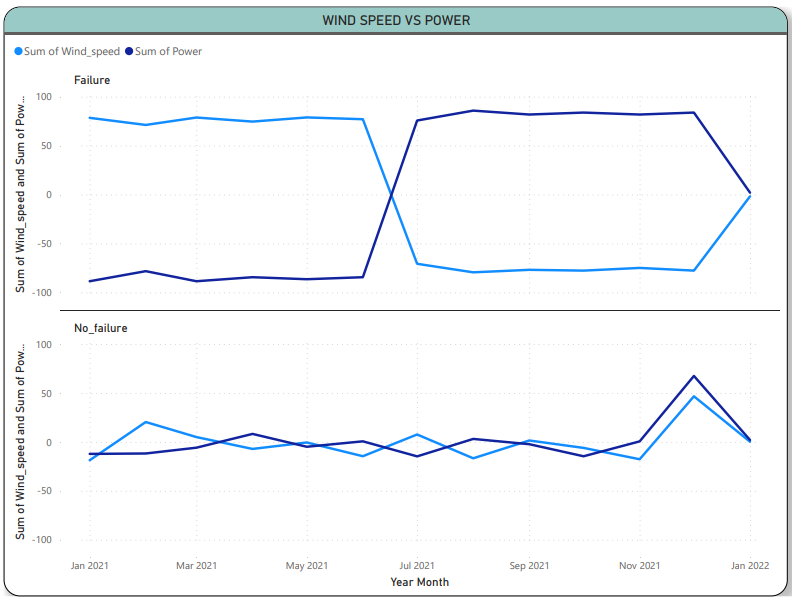 WIND SPEED VS POWER
Sum of Wind_speed Sum of Power
Failure
Sum of Wind_speed and Sum of Pow...
100
50
0
-50
-100
No_failure
Sum of Wind_speed and Sum of Pow...
100
50
0
-50
-100
Jan 2021 Mar 2021 May 2021 Jul 2021 Sep 2021 Nov 2021 Jan 2022
Year Month